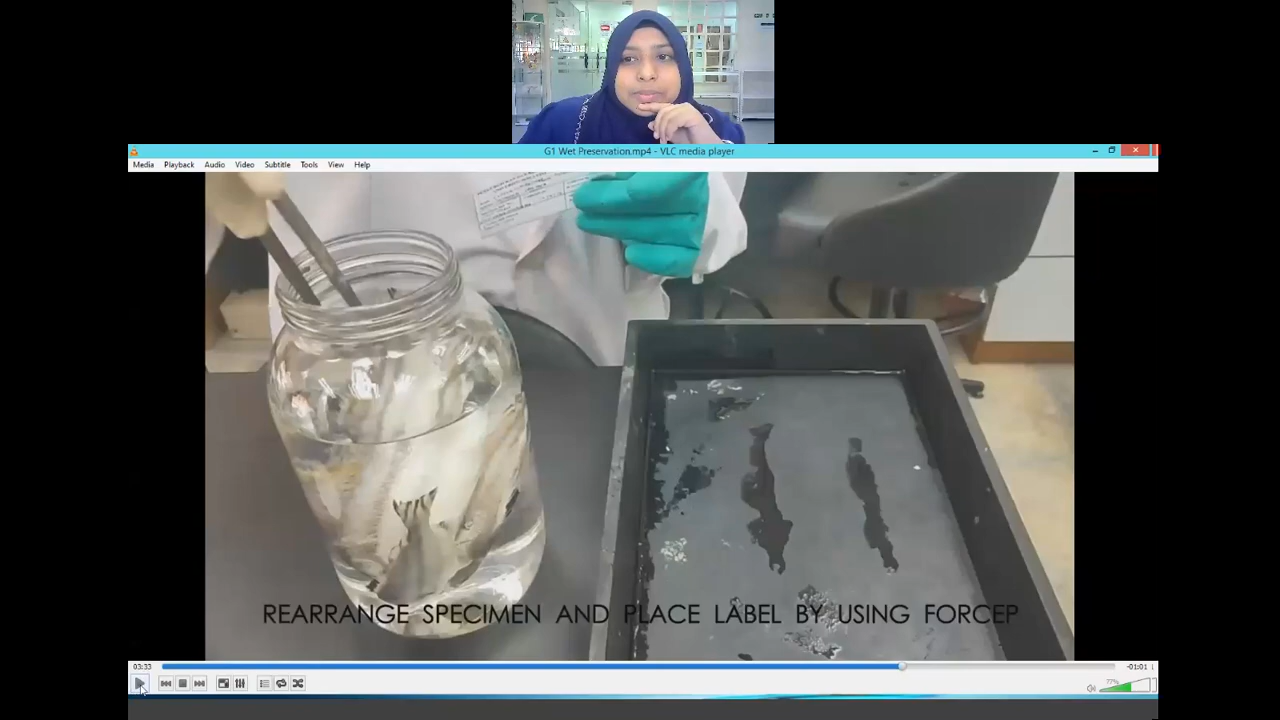 G1 Wet Preservation.mp4 - VLC media player
Media Playback Audio Video Subtitle Tools View Help
REARRANGE SPECIMEN AND PLACE LABEL BY USING FORCEP
03:33
-01:01
77%